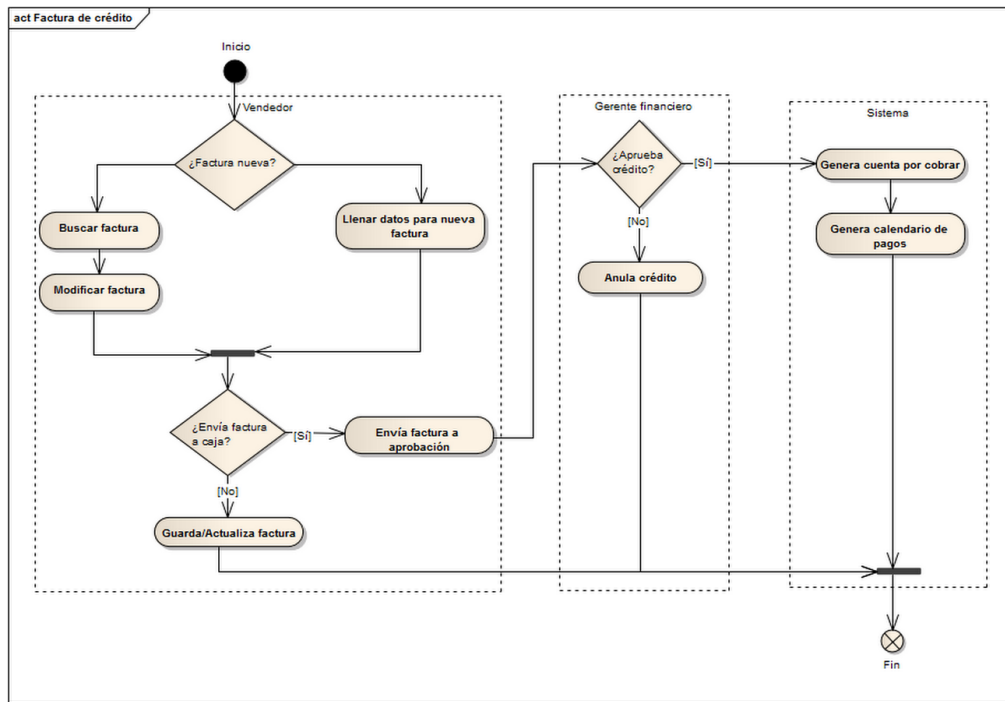 act Factura de crédito
Inicio
Vendedor
¿Factura nueva?
Buscar factura
Modificar factura
Llenar datos para nueva
factura
¿Envía factura
a caja?
[Sí]
Envía factura a
aprobación
[No]
Guarda/Actualiza factura
Gerente financiero
¿Aprueba
crédito?
[Sí]
[No]
Anula crédito
Sistema
Genera cuenta por cobrar
Genera calendario de
pagos
Fin